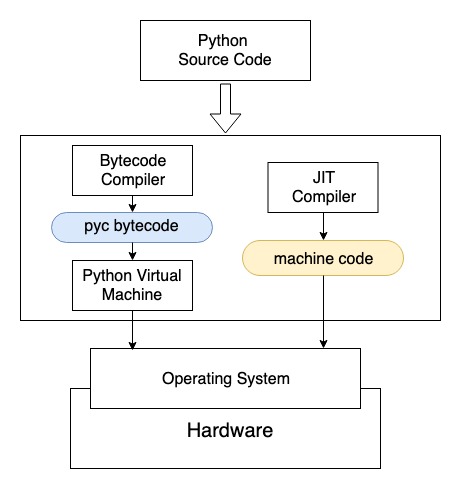 Python
Source Code
Bytecode
Compiler
pyc bytecode
Python Virtual
Machine
JIT
Compiler
machine code
Operating System
Hardware